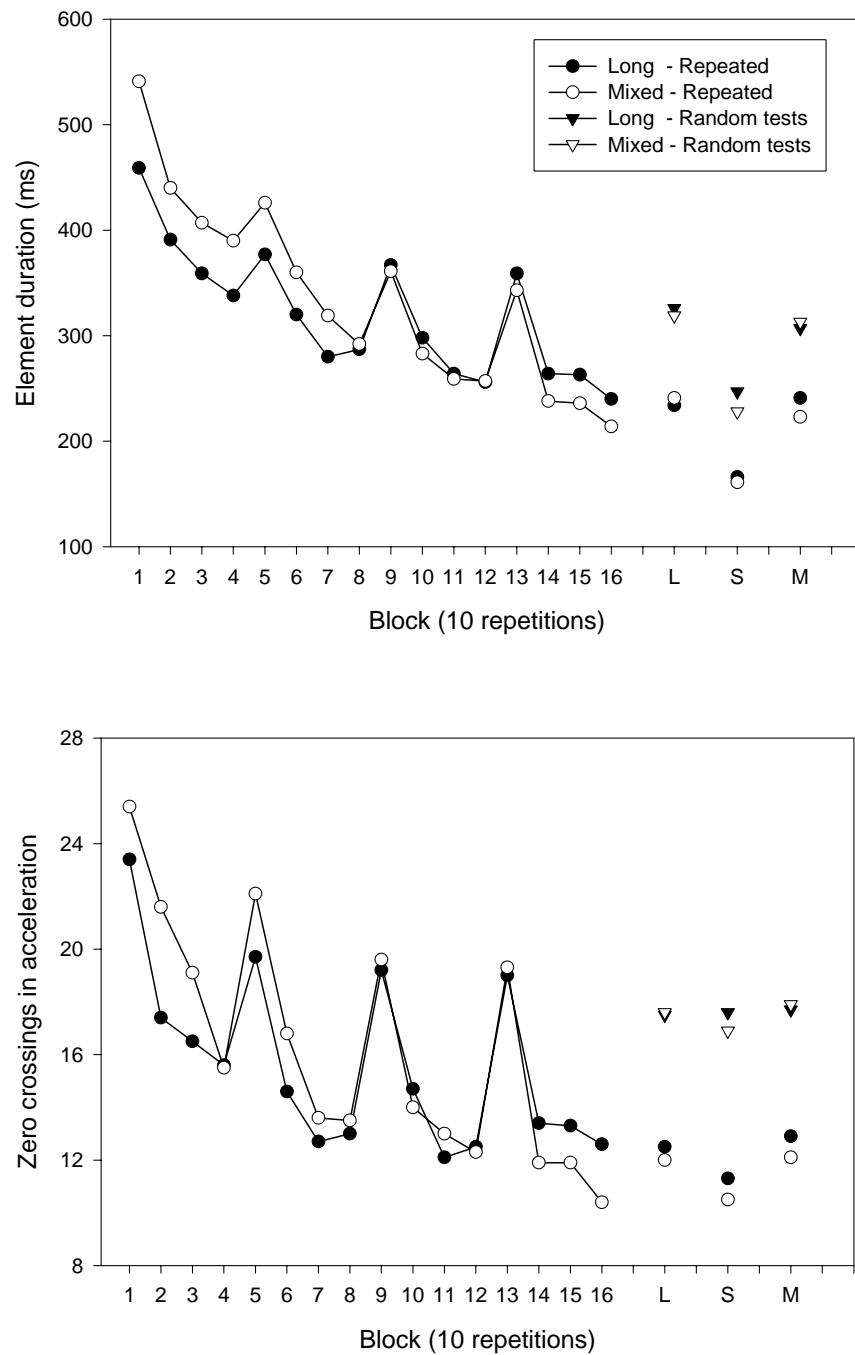 600
500
400
300
200
100
Element duration (ms)
Long - Repeated
Mixed - Repeated
Long - Random tests
Mixed - Random tests
1 2 3 4 5 6 7 8 9 10 11 12 13 14 15 16 L S M
Block (10 repetitions)
28
24
20
16
12
8
Zero crossings in acceleration
1 2 3 4 5 6 7 8 9 10 11 12 13 14 15 16 L S M
Block (10 repetitions)